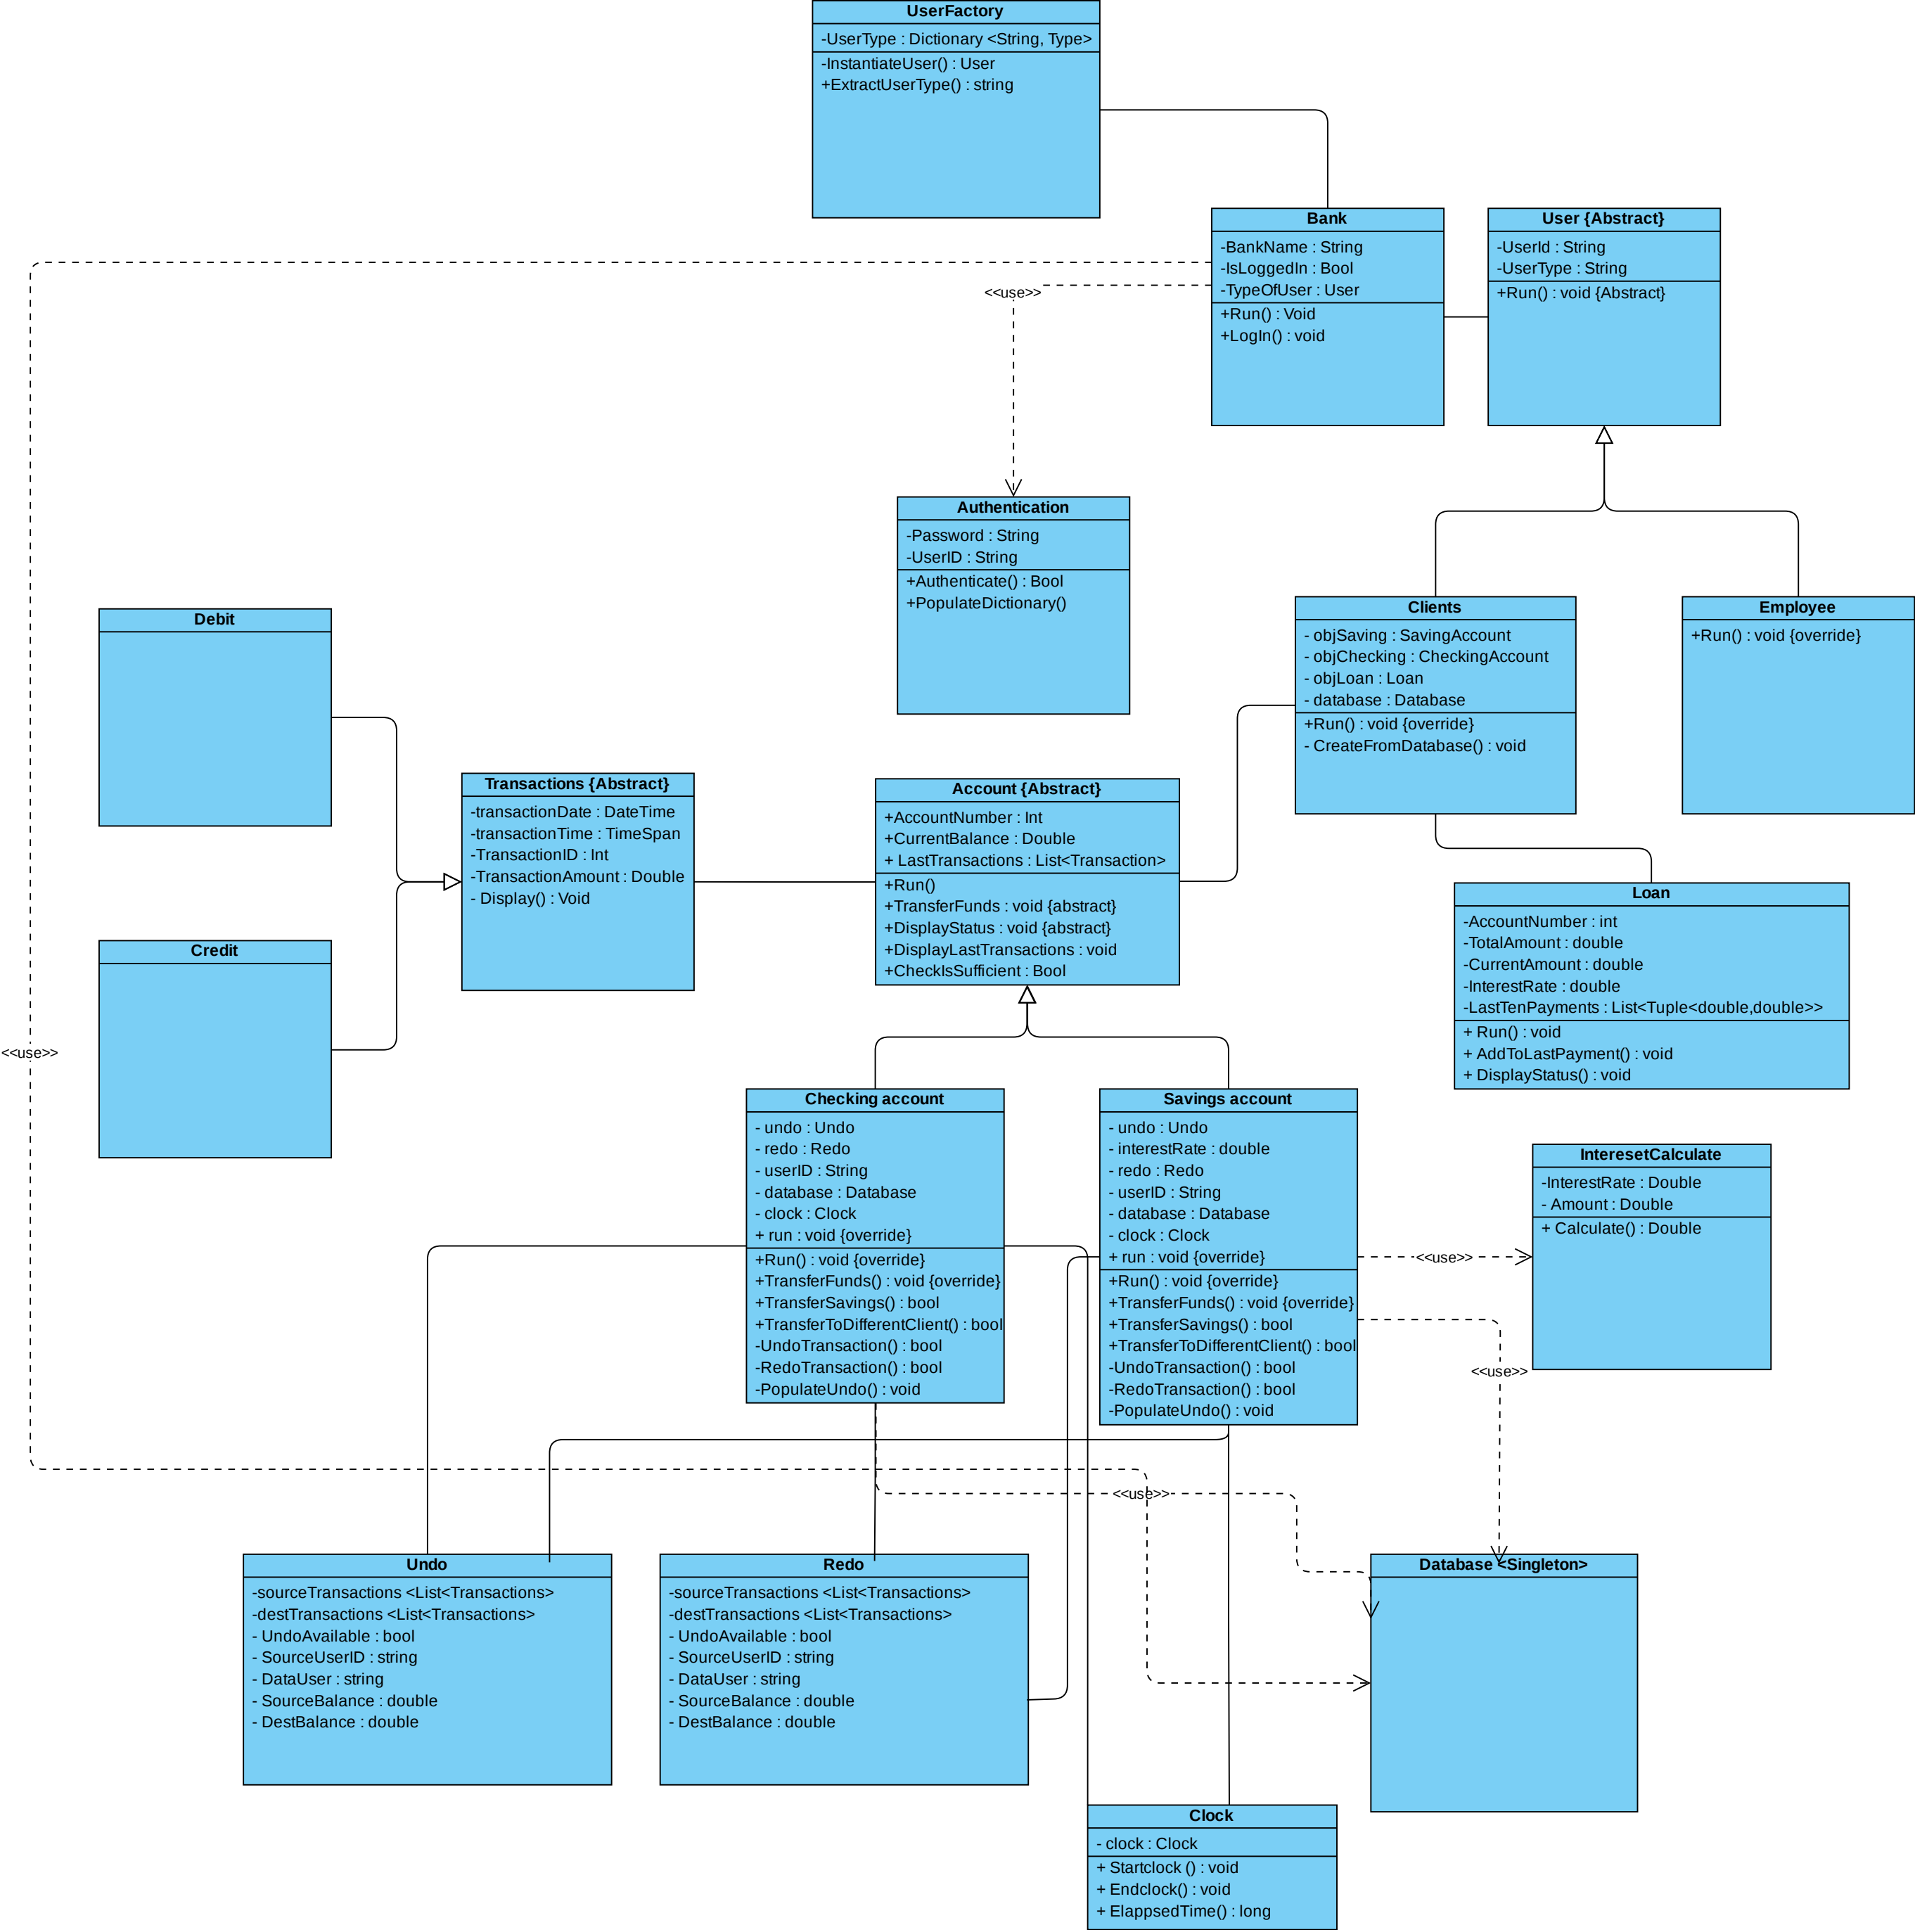 UserFactory
-UserType : Dictionary <String, Type>
-InstantiateUser() : User
+ExtractUserType() : string
Bank
-BankName : String
-IsLoggedIn : Bool
-TypeOfUser : User
+Run() : Void
+LogIn() : void
User {Abstract}
-UserId : String
-UserType : String
+Run() : void {Abstract}
<<use>>
Authentication
-Password : String
-UserID : String
+Authenticate() : Bool
+PopulateDictionary()
Clients
- objSaving : SavingAccount
- objChecking : CheckingAccount
- objLoan : Loan
- database : Database
+Run() : void {override}
- CreateFromDatabase() : void
Employee
+Run() : void {override}
Debit
Transactions {Abstract}
-transactionDate : DateTime
-transactionTime : TimeSpan
-TransactionID : Int
-TransactionAmount : Double
- Display() : Void
Account {Abstract}
+AccountNumber : Int
+CurrentBalance : Double
+ LastTransactions : List<Transaction>
+Run()
+TransferFunds : void {abstract}
+DisplayStatus : void {abstract}
+DisplayLastTransactions : void
+CheckIsSufficient : Bool
Loan
-AccountNumber : int
-TotalAmount : double
-CurrentAmount : double
-InterestRate : double
-LastTenPayments : List<Tuple<double,double>>
+ Run() : void
+ AddToLastPayment() : void
+ DisplayStatus() : void
Credit
<<use>>
Checking account
- undo : Undo
- redo : Redo
- userID : String
- database : Database
- clock : Clock
+ run : void {override}
+Run() : void {override}
+TransferFunds() : void {override}
+TransferSavings() : bool
+TransferToDifferentClient() : bool
-UndoTransaction() : bool
-RedoTransaction() : bool
-PopulateUndo() : void
Savings account
- undo : Undo
- interestRate : double
- redo : Redo
- userID : String
- database : Database
- clock : Clock
+ run : void {override}
+Run() : void {override}
+TransferFunds() : void {override}
+TransferSavings() : bool
+TransferToDifferentClient() : bool
-UndoTransaction() : bool
-RedoTransaction() : bool
-PopulateUndo() : void
InteresetCalculate
-InterestRate : Double
- Amount : Double
+ Calculate() : Double
<<use>>
<<use>>
<<use>>
Undo
-sourceTransactions <List<Transactions>
-destTransactions <List<Transactions>
- UndoAvailable : bool
- SourceUserID : string
- DataUser : string
- SourceBalance : double
- DestBalance : double
Redo
-sourceTransactions <List<Transactions>
-destTransactions <List<Transactions>
- UndoAvailable : bool
- SourceUserID : string
- DataUser : string
- SourceBalance : double
- DestBalance : double
Database <Singleton>
Clock
- clock : Clock
+ Startclock () : void
+ Endclock() : void
+ ElappsedTime() : long